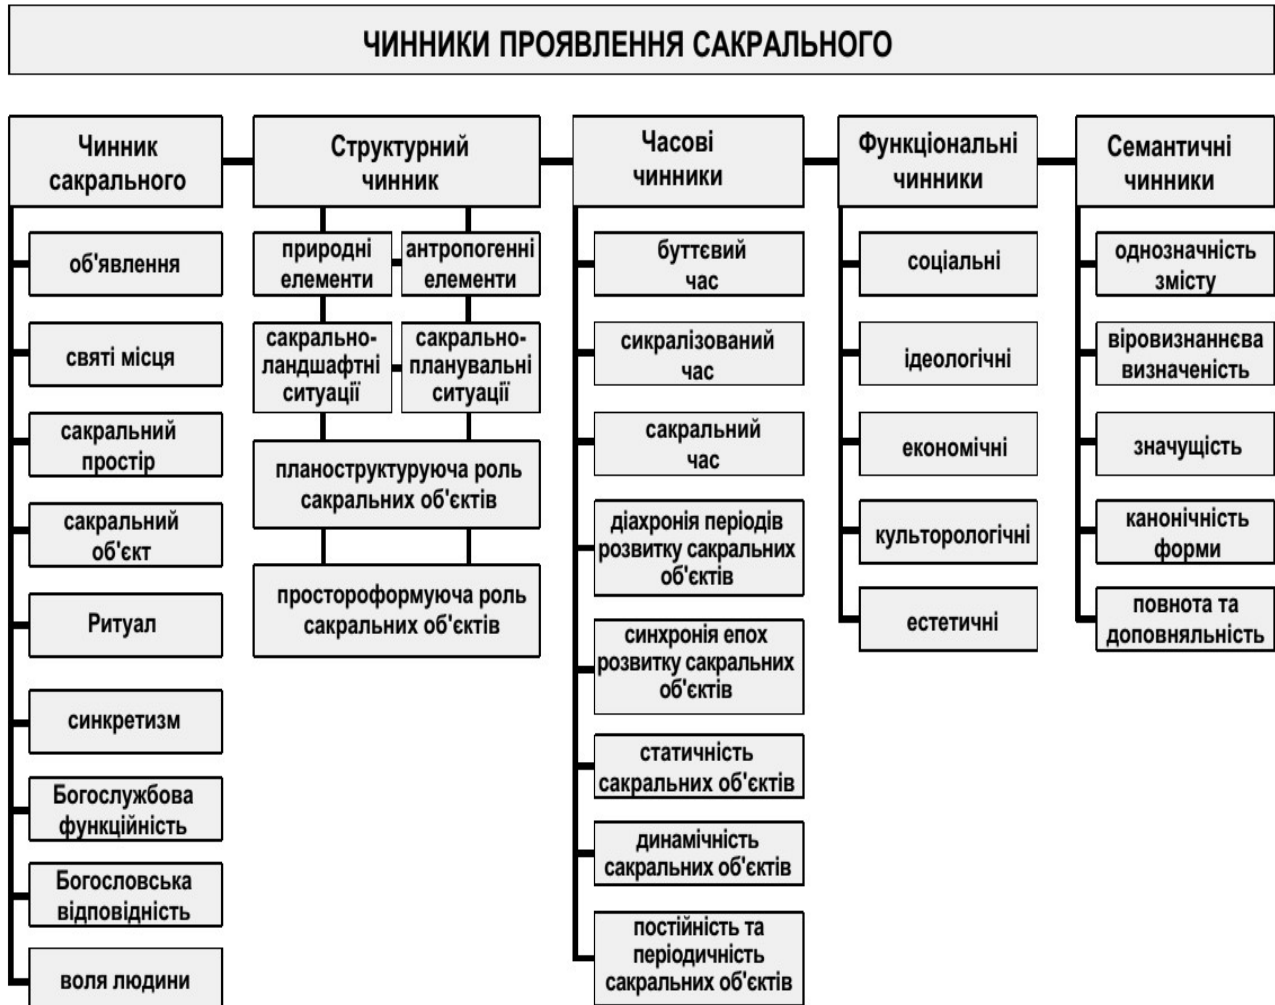 ЧИННИКИ ПРОЯВЛЕННЯ САКРАЛЬНОГО
Чинник
сакрального
об'явлення
святі місця
сакральний
простір
сакральний
об'єкт
Ритуал
синкретизм
Богослужбова
функційність
Богословська
відповідність
воля людини
Структурний
чинник
природні
елементи
антропогенні
елементи
сакрально-
ландшафтні
ситуації
сакрально-
планувальні
ситуації
планоструктуруюча роль
сакральних об'єктів
простороформуюча роль
сакральних об'єктів
Часові
чинники
буттєвий
час
сикралізований
час
сакральний
час
діахронія періодів
розвитку сакральних
об'єктів
синхронія епох
розвитку сакральних
об'єктів
статичність
сакральних об'єктів
динамічність
сакральних об'єктів
постійність та
періодичність
сакральних об'єктів
Функціональні
чинники
соціальні
ідеологічні
економічні
культорологічні
естетичні
Семантичні
чинники
однозначність
змісту
віровизнаннєва
визначеність
значущість
канонічність
форми
повнота та
доповняльність